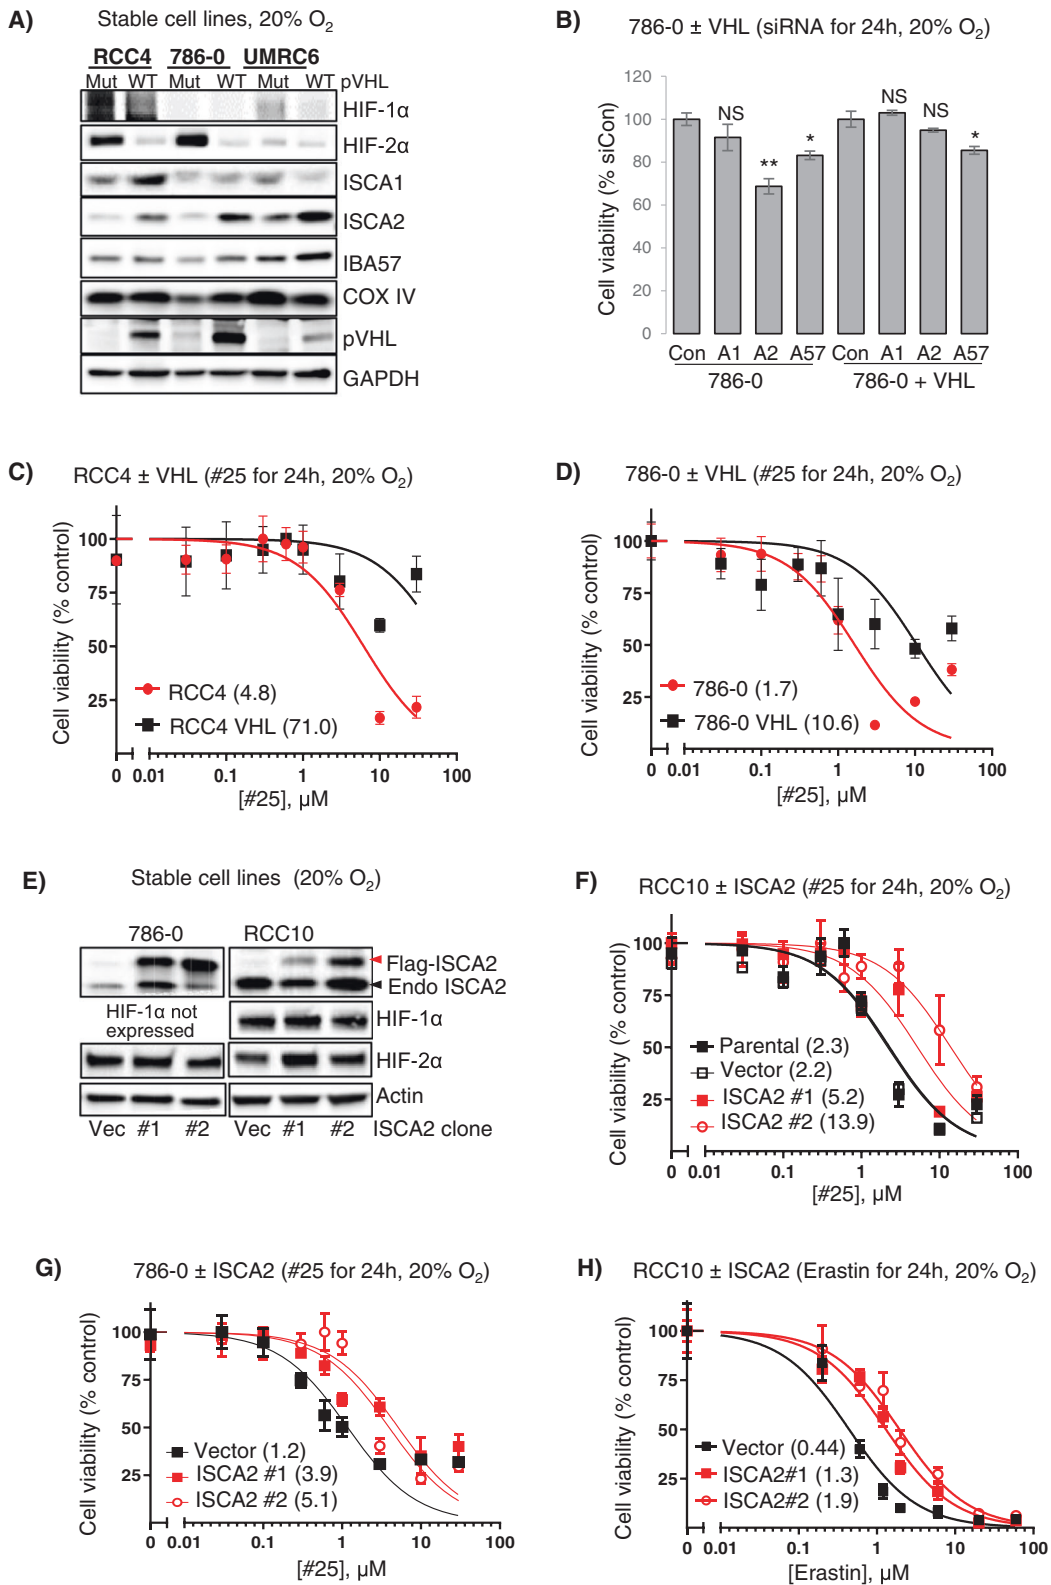 A) Stable cell lines, 20% O2
RCC4 786-0 UMRC6
Mut WT Mut WT Mut WT pVHL
HIF-1α
HIF-2α
ISCA1
ISCA2
IBA57
COX IV
pVHL
GAPDH
B) 786-0 ± VHL (siRNA for 24h, 20% O2)
Cell viability (% siCon)
120
100
80
60
40
20
0
NS ** * NS NS *
Con A1 A2 A57 Con A1 A2 A57
786-0 786-0 + VHL
C) RCC4 ± VHL (#25 for 24h, 20% O2)
Cell viability (% control)
100
75
50
25
RCC4 (4.8)
RCC4 VHL (71.0)
0 0.01 0.1 1 10 100
[#25], μM
D) 786-0 ± VHL (#25 for 24h, 20% O2)
Cell viability (% control)
100
75
50
25
786-0 (1.7)
786-0 VHL (10.6)
0 0.01 0.1 1 10 100
[#25], μM
E) Stable cell lines (20% O2)
786-0 RCC10
Flag-ISCA2
Endo ISCA2
HIF-1α not
expressed
HIF-1α
HIF-2α
Actin
Vec #1 #2 Vec #1 #2 ISCA2 clone
F) RCC10 ± ISCA2 (#25 for 24h, 20% O2)
Cell viability (% control)
100
75
50
25
Parental (2.3)
Vector (2.2)
ISCA2 #1 (5.2)
ISCA2 #2 (13.9)
0 0.01 0.1 1 10 100
[#25], μM
G) 786-0 ± ISCA2 (#25 for 24h, 20% O2)
Cell viability (% control)
100
75
50
25
Vector (1.2)
ISCA2 #1 (3.9)
ISCA2 #2 (5.1)
0 0.01 0.1 1 10 100
[#25], μM
H) RCC10 ± ISCA2 (Erastin for 24h, 20% O2)
Cell viability (% control)
100
75
50
25
Vector (0.44)
ISCA2#1 (1.3)
ISCA2#2 (1.9)
0 0.01 0.1 1 10 100
[Erastin], μM